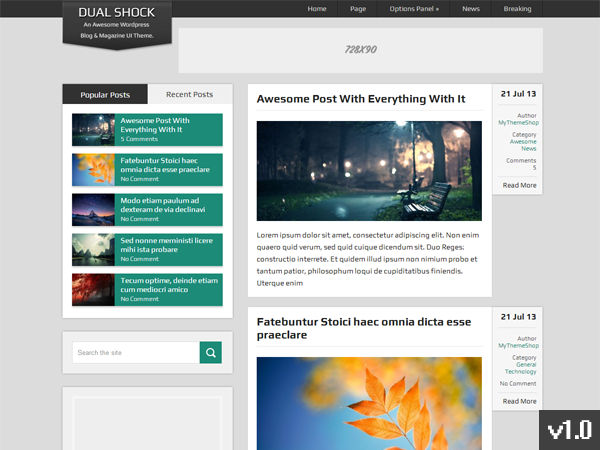 DUAL SHOCK
An Awesome Wordpress
Blog & Magazine UI Theme.
Home
Page
Options Panel »
News
Breaking
728X90
Popular Posts
Recent Posts
Awesome Post With
Everything With It
5 Comments
Fatebuntur Stoici haec
omnia dicta esse praeclare
No Comment
Modo etiam paulum ad
dexteram de via declinavi
No Comment
Sed nonne meministi licere
mihi ista probare
No Comment
Tecum optime, deinde etiam
cum mediocri amico
No Comment
Search the site
Awesome Post With Everything With It
Lorem ipsum dolor sit amet, consectetur adipiscing elit. Non enim
quaero quid verum, sed quid cuique dicendum sit. Duo Reges:
constructio interrete. Et quidem illud ipsum non nimium probo et
tantum patior, philosophum loqui de cupiditatibus finiendis.
Uterque enim
21 Jul 13
Author
MyThemeShop
Category
Awesome
News
Comments
5
Read More
Fatebuntur Stoici haec omnia dicta esse
praeclare
21 Jul 13
Author
MyThemeShop
Category
General
Technology
No Comment
Read More
v1.0